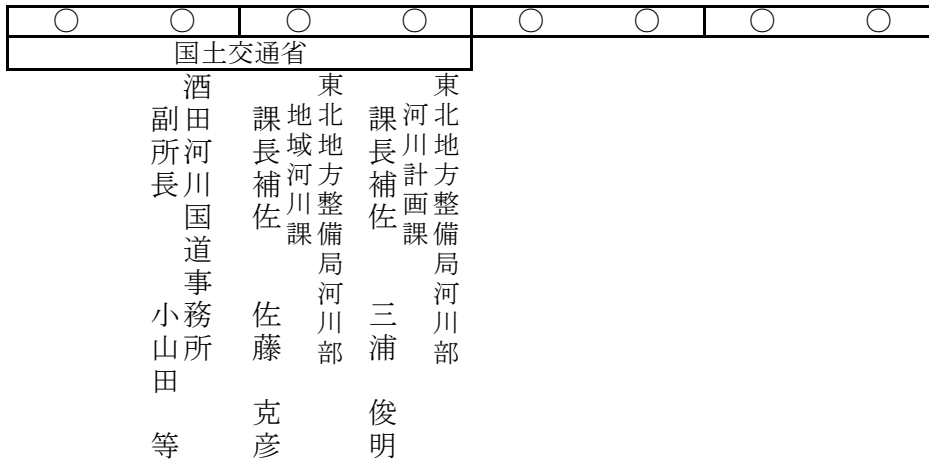 ○ ○ ○ ○ ○ ○ ○ ○
国土交通省
東北地方整備局河川部
河川計画課
課長補佐 三浦 俊明
東北地方整備局河川部
地域河川課
課長補佐 佐藤 克彦
酒田河川国道事務所
副所長 小山田 等